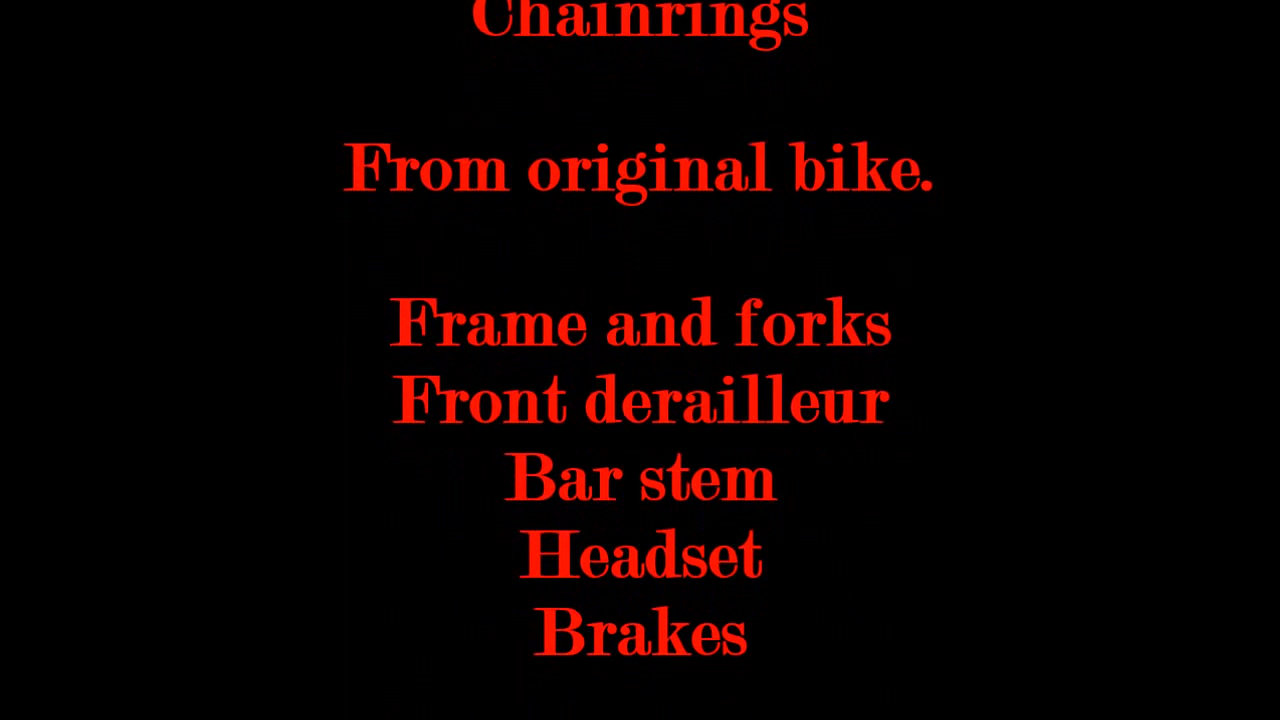 Chainrings
From original bike.
Frame and forks
Front derailleur
Bar stem
Headset
Brakes